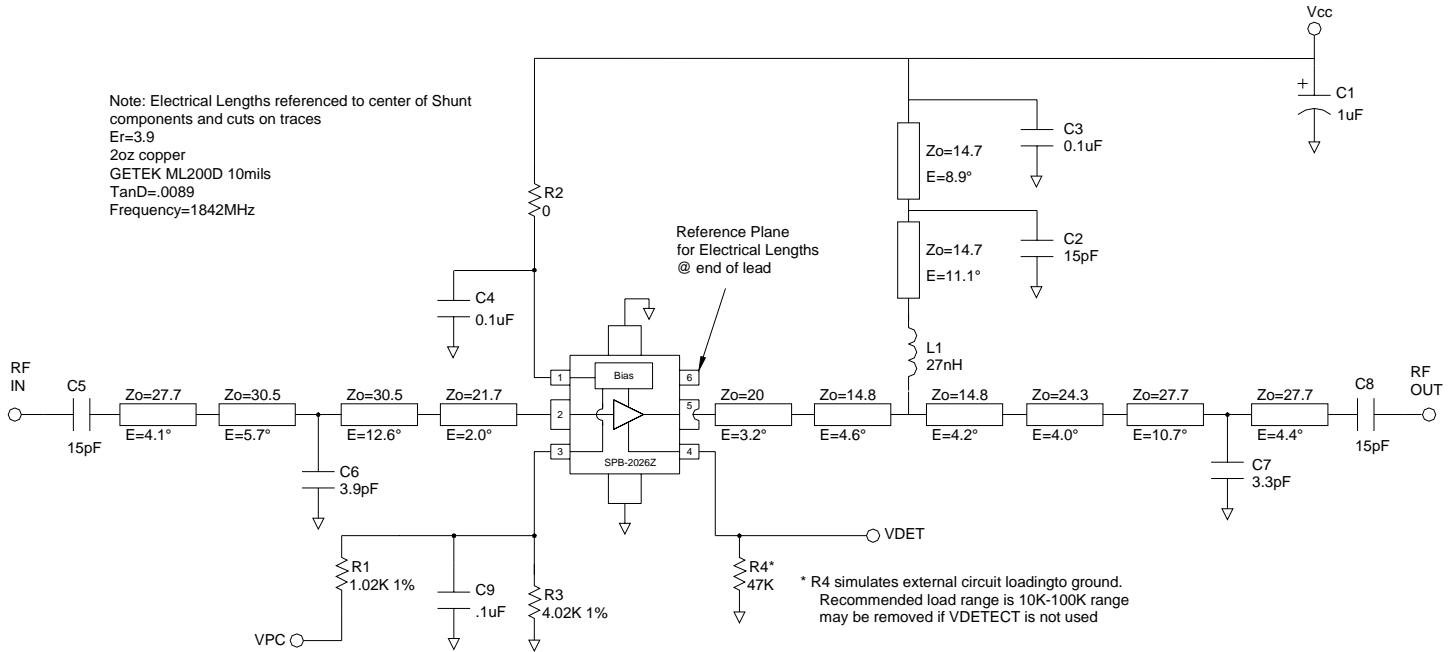 Vcc
Note: Electrical Lengths referenced to center of Shunt
components and cuts on traces
Er=3.9
2oz copper
GETEK ML200D 10mils
TanD=.0089
Frequency=1842MHz
+
C1
1uF
C3
0.1uF
Zo=14.7
E=8.9°
R2
0
Reference Plane
for Electrical Lengths
@ end of lead
C2
15pF
Zo=14.7
E=11.1°
C4
0.1uF
L1
27nH
RF
IN
C5
15pF
Zo=27.7
E=4.1°
Zo=30.5
E=5.7°
Zo=30.5
E=12.6°
Zo=21.7
E=2.0°
1
Bias
6
2
5
3
4
SPB-2026Z
Zo=20
E=3.2°
Zo=14.8
E=4.6°
Zo=14.8
E=4.2°
Zo=24.3
E=4.0°
Zo=27.7
E=10.7°
Zo=27.7
E=4.4°
C8
15pF
RF
OUT
C6
3.9pF
C7
3.3pF
VDET
R1
1.02K 1%
C9
.1uF
R3
4.02K 1%
R4*
47K
* R4 simulates external circuit loadingto ground.
Recommended load range is 10K-100K range
may be removed if VDETECT is not used
VPC